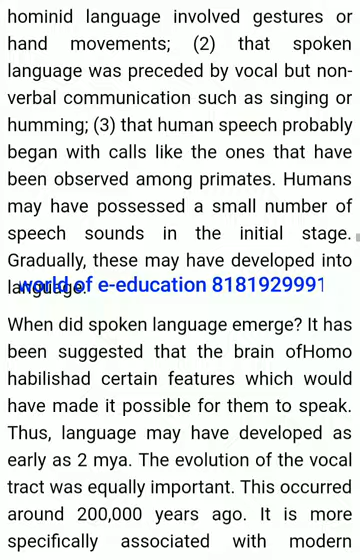 hominid language involved gestures or
hand movements; (2) that spoken
language was preceded by vocal but non-
verbal communication such as singing or
humming; (3) that human speech probably
began with calls like the ones that have
been observed among primates. Humans
may have possessed a small number of
speech sounds in the initial stage.
Gradually, these may have developed into
language.
world of e-education 8181929991
When did spoken language emerge? It has
been suggested that the brain ofHomo
habilishad certain features which would
have made it possible for them to speak.
Thus, language may have developed as
early as 2 mya. The evolution of the vocal
tract was equally important. This occurred
around 200,000 years ago. It is more
specifically associated with modern